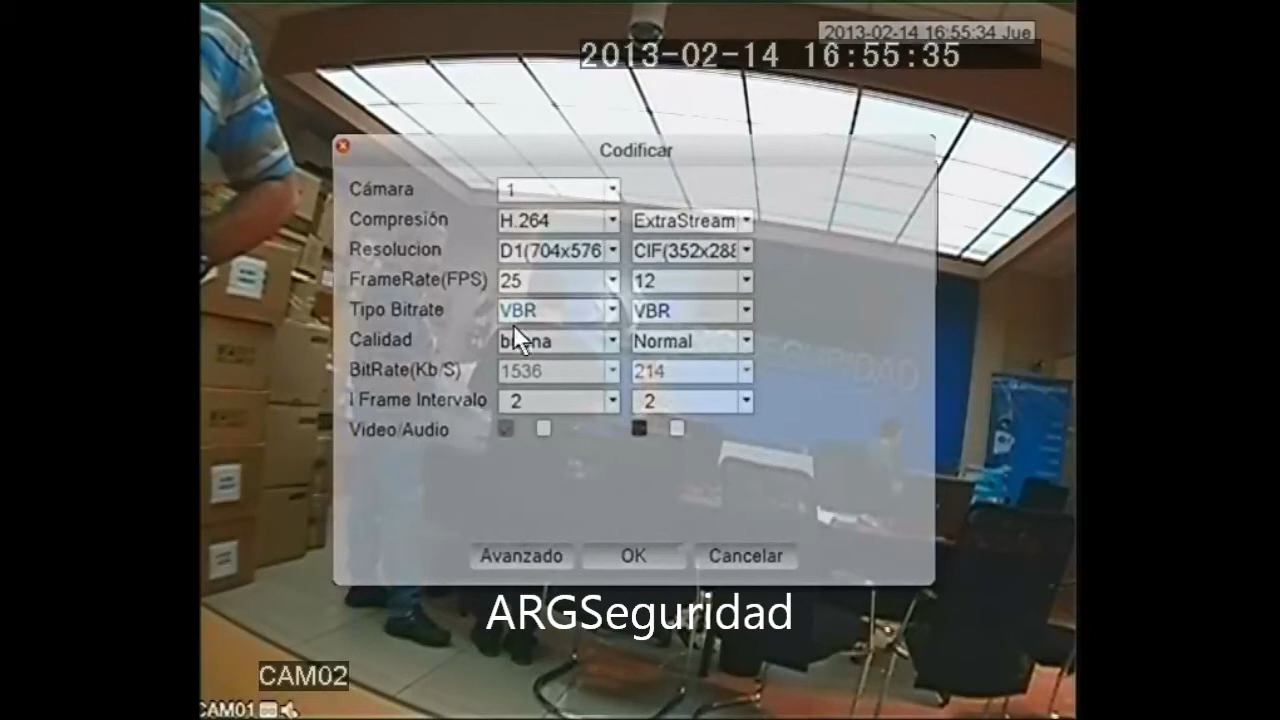 2013-02-14 16:55:34 Jue
2013-02-14 16:55:35
Codificar
Cámara 1
Compresión H.264 ExtraStream
Resolucion D1(704x576 CIF(352x288
FrameRate(FPS) 25 12
Tipo Bitrate VBR VBR
Calidad Normal
BitRate(Kb/S) 1536 214
I Frame Intervalo 2 2
Video/Audio
Avanzado OK Cancelar
ARGSeguridad
CAM02
CAM01